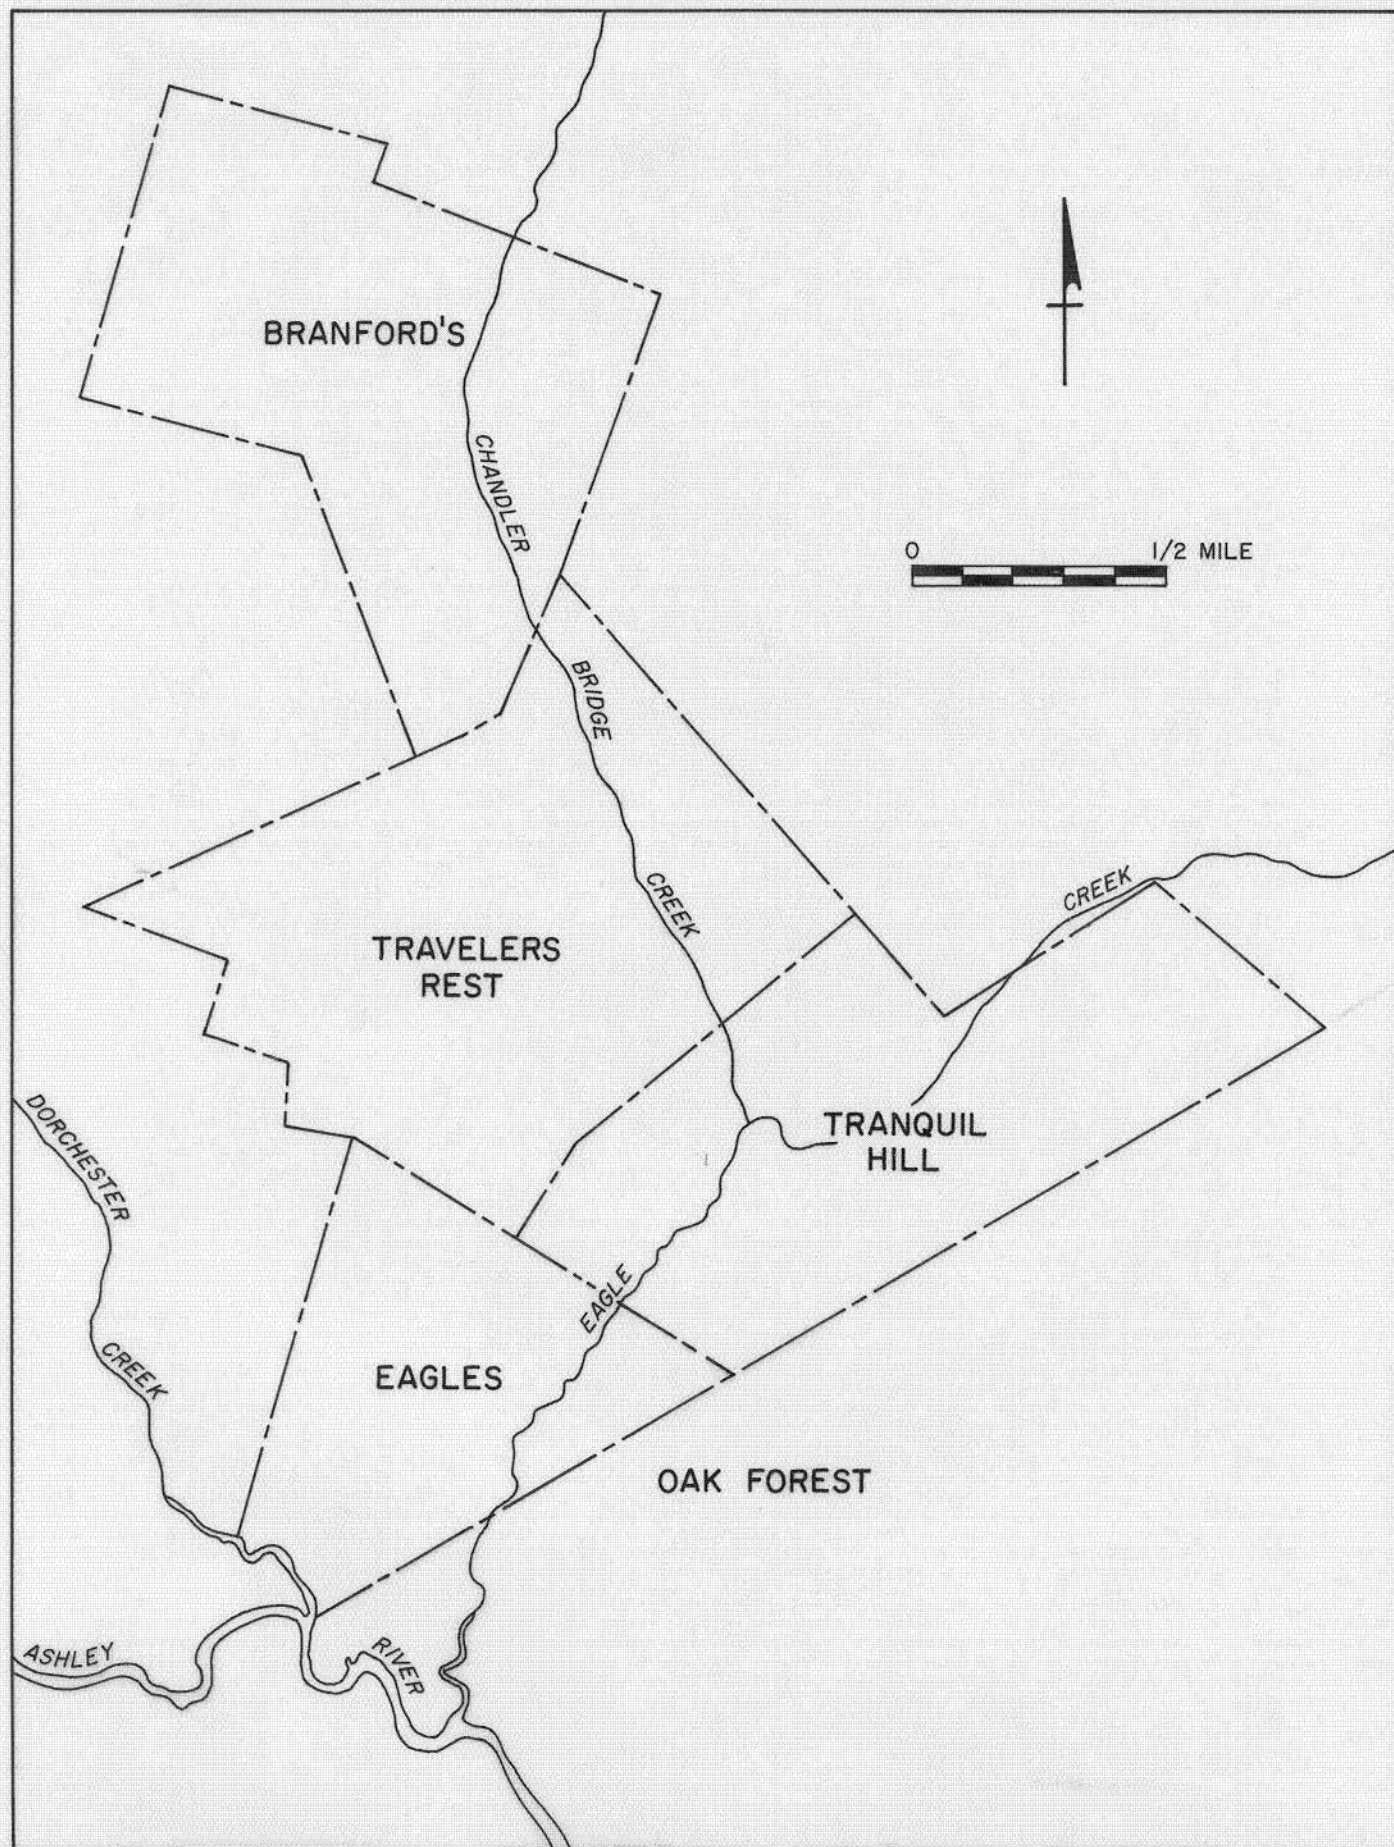 BRANFORD'S
CHANDLER
0 1/2 MILE
BRIDGE
CREEK
CREEK
TRAVELERS
REST
DORCHESTER
CREEK
TRANQUIL
HILL
EAGLE
EAGLES
OAK FOREST
ASHLEY
RIVER